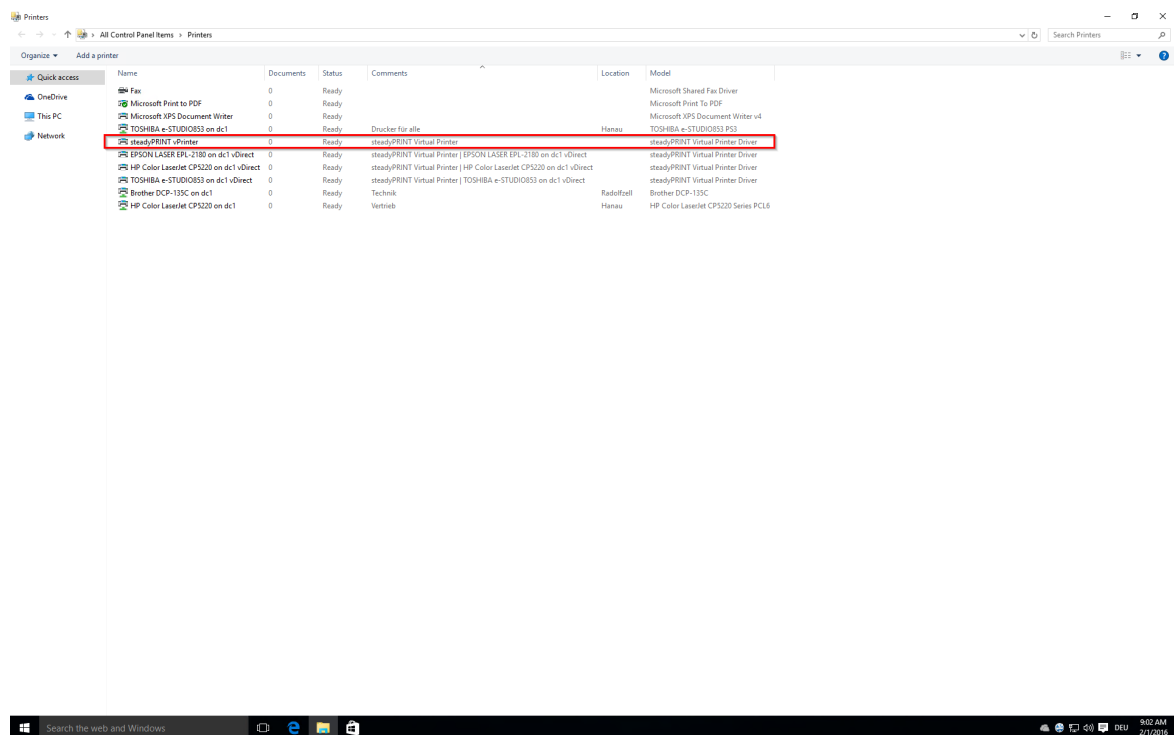 Printers
All Control Panel Items > Printers
Search Printers
Organize Add a printer
Quick access
OneDrive
This PC
Network
Name Documents Status Comments Location Model
Fax 0 Ready Microsoft Shared Fax Driver
Microsoft Print to PDF 0 Ready Microsoft Print To PDF
Microsoft XPS Document Writer 0 Ready Microsoft XPS Document Writer v4
TOSHIBA e-STUDIO853 on dc1 0 Ready Drucker für alle Hanau TOSHIBA e-STUDIO853 PS3
steadyPRINT vPrinter 0 Ready steadyPRINT Virtual Printer steadyPRINT Virtual Printer Driver
EPSON LASER EPL-2180 on dc1 vDirect 0 Ready steadyPRINT Virtual Printer | EPSON LASER EPL-2180 on dc1 vDirect steadyPRINT Virtual Printer Driver
HP Color LaserJet CP5220 on dc1 vDirect 0 Ready steadyPRINT Virtual Printer | HP Color LaserJet CP5220 on dc1 vDirect steadyPRINT Virtual Printer Driver
TOSHIBA e-STUDIO853 on dc1 vDirect 0 Ready steadyPRINT Virtual Printer | TOSHIBA e-STUDIO853 on dc1 vDirect steadyPRINT Virtual Printer Driver
Brother DCP-135C on dc1 0 Ready Technik Radolfzell Brother DCP-135C
HP Color LaserJet CP5220 on dc1 0 Ready Vertrieb Hanau HP Color LaserJet CP5220 Series PCL6
Search the web and Windows
DEU
9:02 AM
2/1/2016